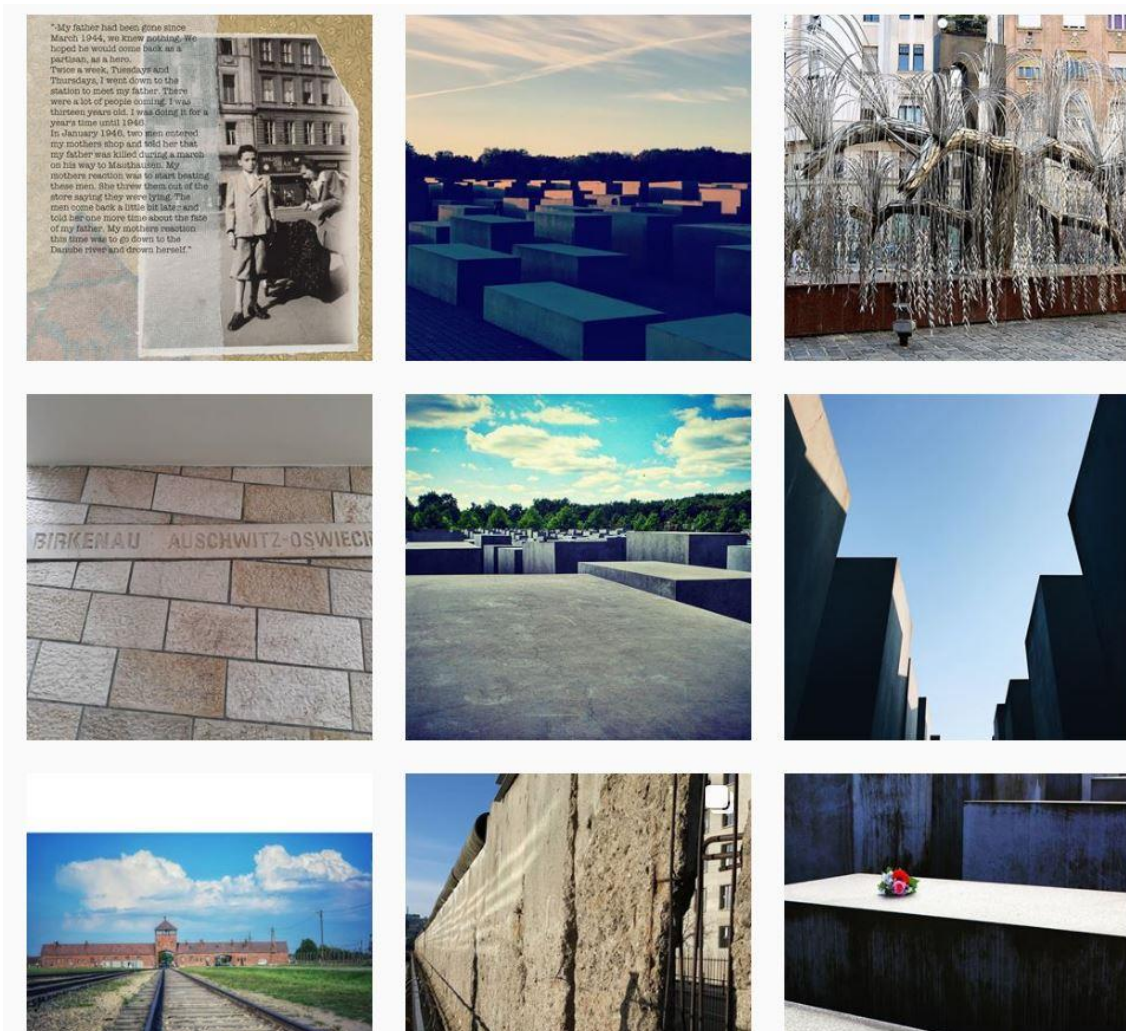 "-My father had been gone since
March 1944, we knew nothing. We
hoped he would come back as a
partisan, as a hero.
Twice a week, Tuesdays and
Thursdays, I went down to the
station to meet my father. There
were a lot of people coming. I was
thirteen years old. I was doing it for a
year's time until 1946.
In January 1946, two men entered
my mothers shop and told her that
my father was killed during a march
on his way to Mauthausen. My
mothers reaction was to start beating
these men. She threw them out of the
store saying they were lying. The
men come back a little bit later and
told her one more time about the fate
of my father. My mothers reaction
this time was to go down to the
Danube river and drown herself."
BIRKENAU AUSCHWITZ-OSWIECI